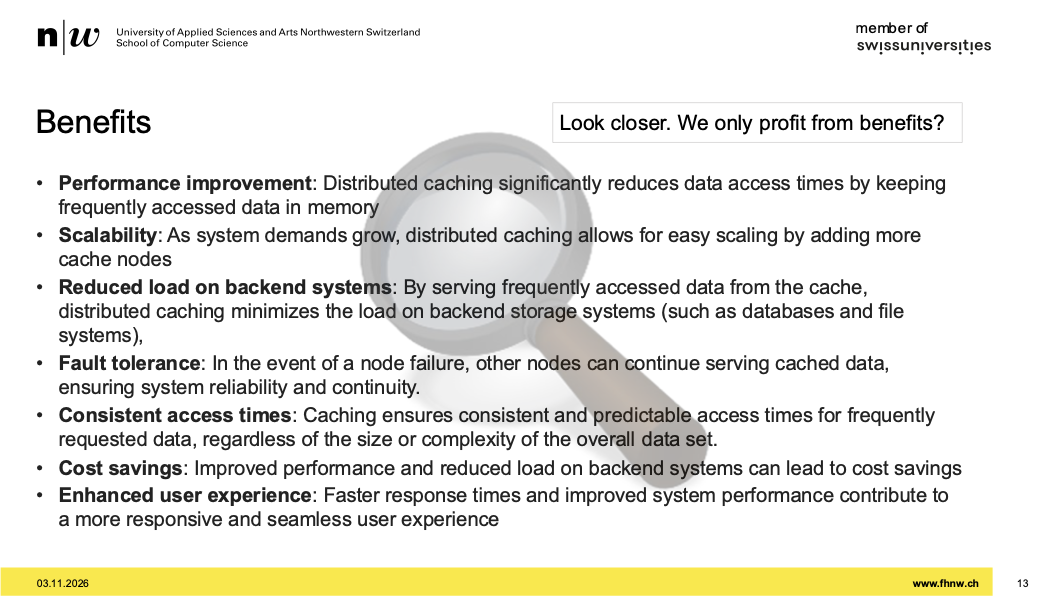 n|w University of Applied Sciences and Arts Northwestern Switzerland
School of Computer Science
member of
swissuniversities
Benefits
Look closer. We only profit from benefits?
• Performance improvement: Distributed caching significantly reduces data access times by keeping
frequently accessed data in memory
• Scalability: As system demands grow, distributed caching allows for easy scaling by adding more
cache nodes
• Reduced load on backend systems: By serving frequently accessed data from the cache,
distributed caching minimizes the load on backend storage systems (such as databases and file
systems),
• Fault tolerance: In the event of a node failure, other nodes can continue serving cached data,
ensuring system reliability and continuity.
• Consistent access times: Caching ensures consistent and predictable access times for frequently
requested data, regardless of the size or complexity of the overall data set.
• Cost savings: Improved performance and reduced load on backend systems can lead to cost savings
• Enhanced user experience: Faster response times and improved system performance contribute to
a more responsive and seamless user experience
03.11.2026
www.fhnw.ch
13